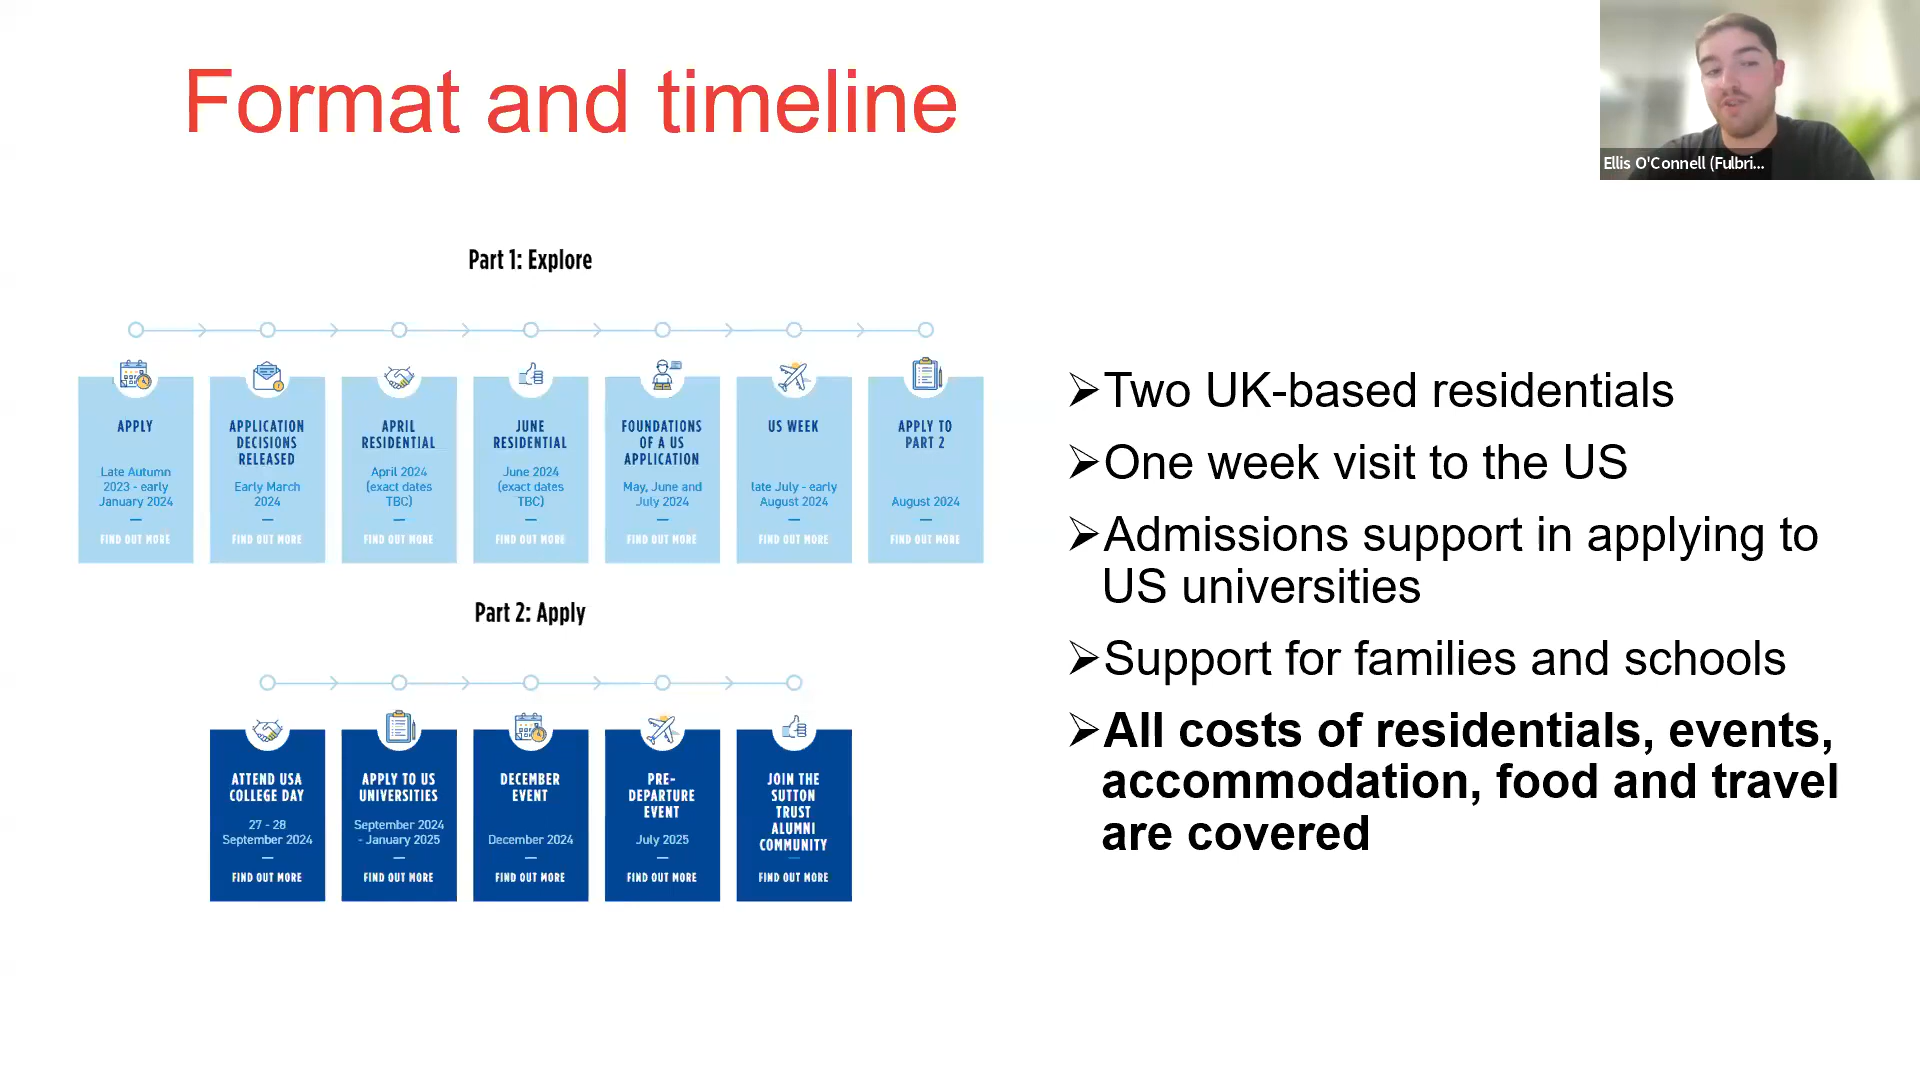 Format and timeline
Ellis O'Connell (Fulbri...
Part 1: Explore
APPLY
Late Autumn
2023 - early
January 2024
FIND OUT MORE
APPLICATION
DECISIONS
RELEASED
Early March
2024
FIND OUT MORE
APRIL
RESIDENTIAL
April 2024
(exact dates
TBC)
FIND OUT MORE
JUNE
RESIDENTIAL
June 2024
(exact dates
TBC)
FIND OUT MORE
FOUNDATIONS
OF A US
APPLICATION
May, June and
July 2024
FIND OUT MORE
US WEEK
late July - early
August 2024
FIND OUT MORE
APPLY TO
PART 2
August 2024
FIND OUT MORE
Part 2: Apply
ATTEND USA
COLLEGE DAY
27 - 28
September 2024
FIND OUT MORE
APPLY TO US
UNIVERSITIES
September 2024
- January 2025
FIND OUT MORE
DECEMBER
EVENT
December 2024
FIND OUT MORE
PRE-
DEPARTURE
EVENT
July 2025
FIND OUT MORE
JOIN THE
SUTTON
TRUST
ALUMNI
COMMUNITY
FIND OUT MORE
➢Two UK-based residentials
➢One week visit to the US
➢Admissions support in applying to
US universities
➢Support for families and schools
➢All costs of residentials, events,
accommodation, food and travel
are covered